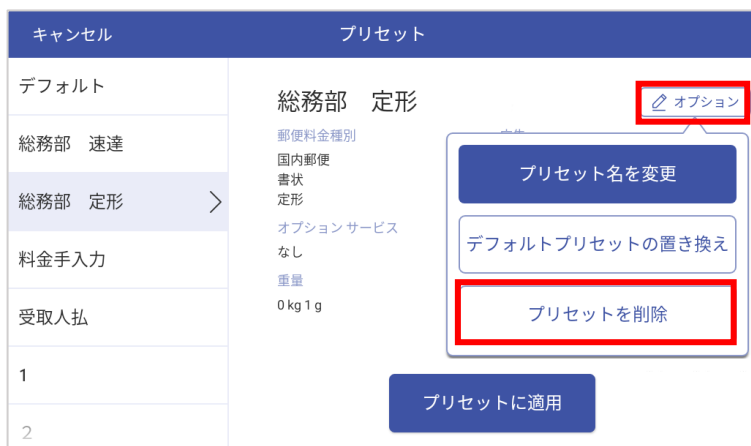 キャンセル
プリセット
デフォルト
総務部　速達
総務部　定形
料金手入力
受取人払
1
2
総務部　定形
オプション
郵便料金種別
国内郵便
書状
定形
オプション サービス
なし
重量
0 kg 1 g
プリセット名を変更
デフォルトプリセットの置き換え
プリセットを削除
プリセットに適用